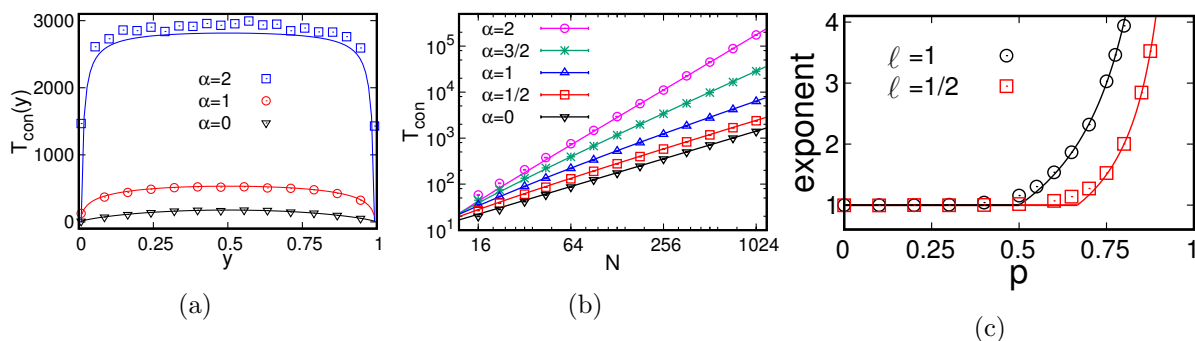 T_con(y)
3000
2000
1000
0
α=2
α=1
α=0
0 0.25 0.5 0.75 1
y
(a)
T_con
10^5
10^4
10^3
10^2
10^1
α=2
α=3/2
α=1
α=1/2
α=0
16 64 256 1024
N
(b)
exponent
4
3
2
1
ℓ =1
ℓ =1/2
0 0.25 0.5 0.75 1
p
(c)